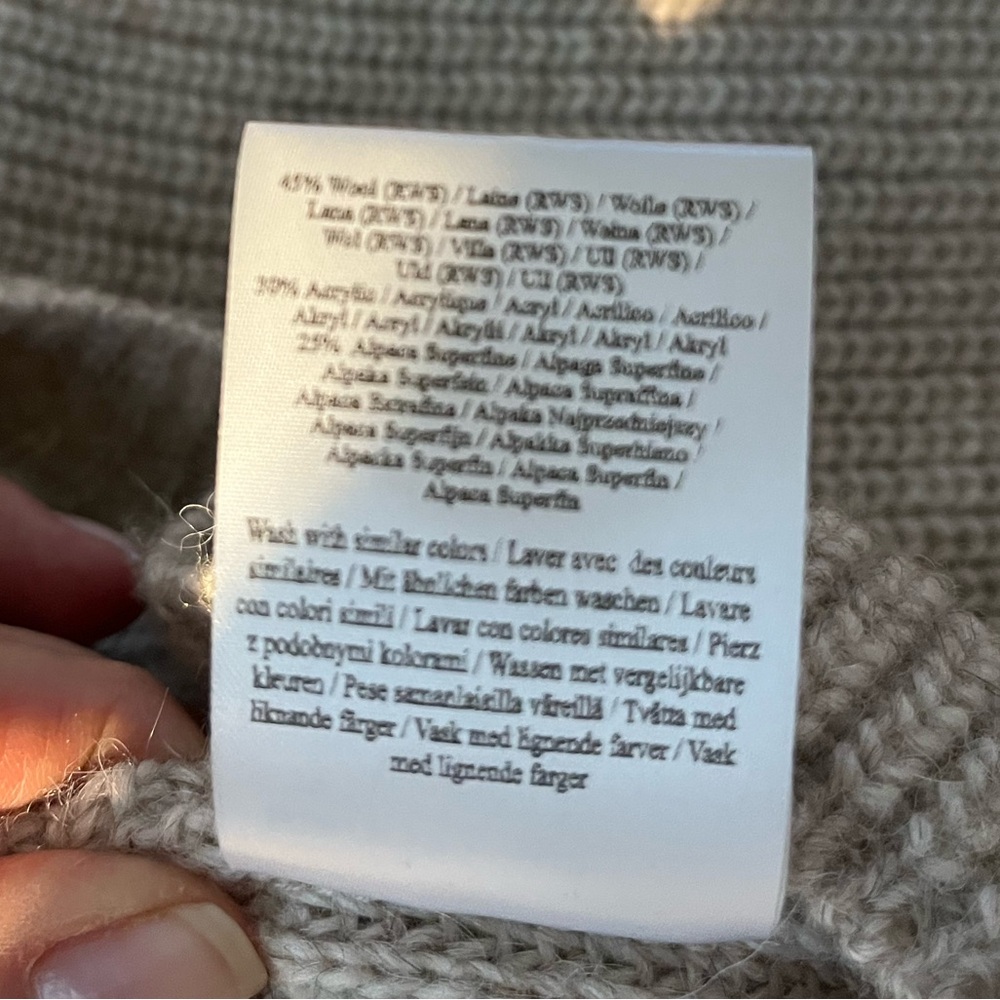 45% Wool (RWS) / Laine (RWS) / Wolle (RWS) /
Lana (RWS) / Lana (RWS) / Wełna (RWS) /
Wol (RWS) / Villa (RWS) / Ull (RWS) /
Uld (RWS) / Ull (RWS)
30% Acrylic / Acrylique / Acryl / Acrilico / Acrílico /
Akryl / Acryl / Akryyli / Akryl / Akryl / Akryl
25% Alpaca Superfine / Alpaga Superfine /
Alpaka Superfein / Alpaca Supraffina /
Alpaca Extrafina / Alpaka Najprzedniejszy /
Alpaca Superfijn / Alpakka Superhieno /
Alpacka Superfin / Alpaca Superfin /
Alpaca Superfin
Wash with similar colors / Laver avec des couleurs
similaires / Mit ähnlichen farben waschen / Lavare
con colori simili / Lavar con colores similares / Pierz
z podobnymi kolorami / Wassen met vergelijkbare
kleuren / Pese samanlaisilla väreillä / Tvätta med
liknande färger / Vask med lignende farver / Vask
med lignende farger